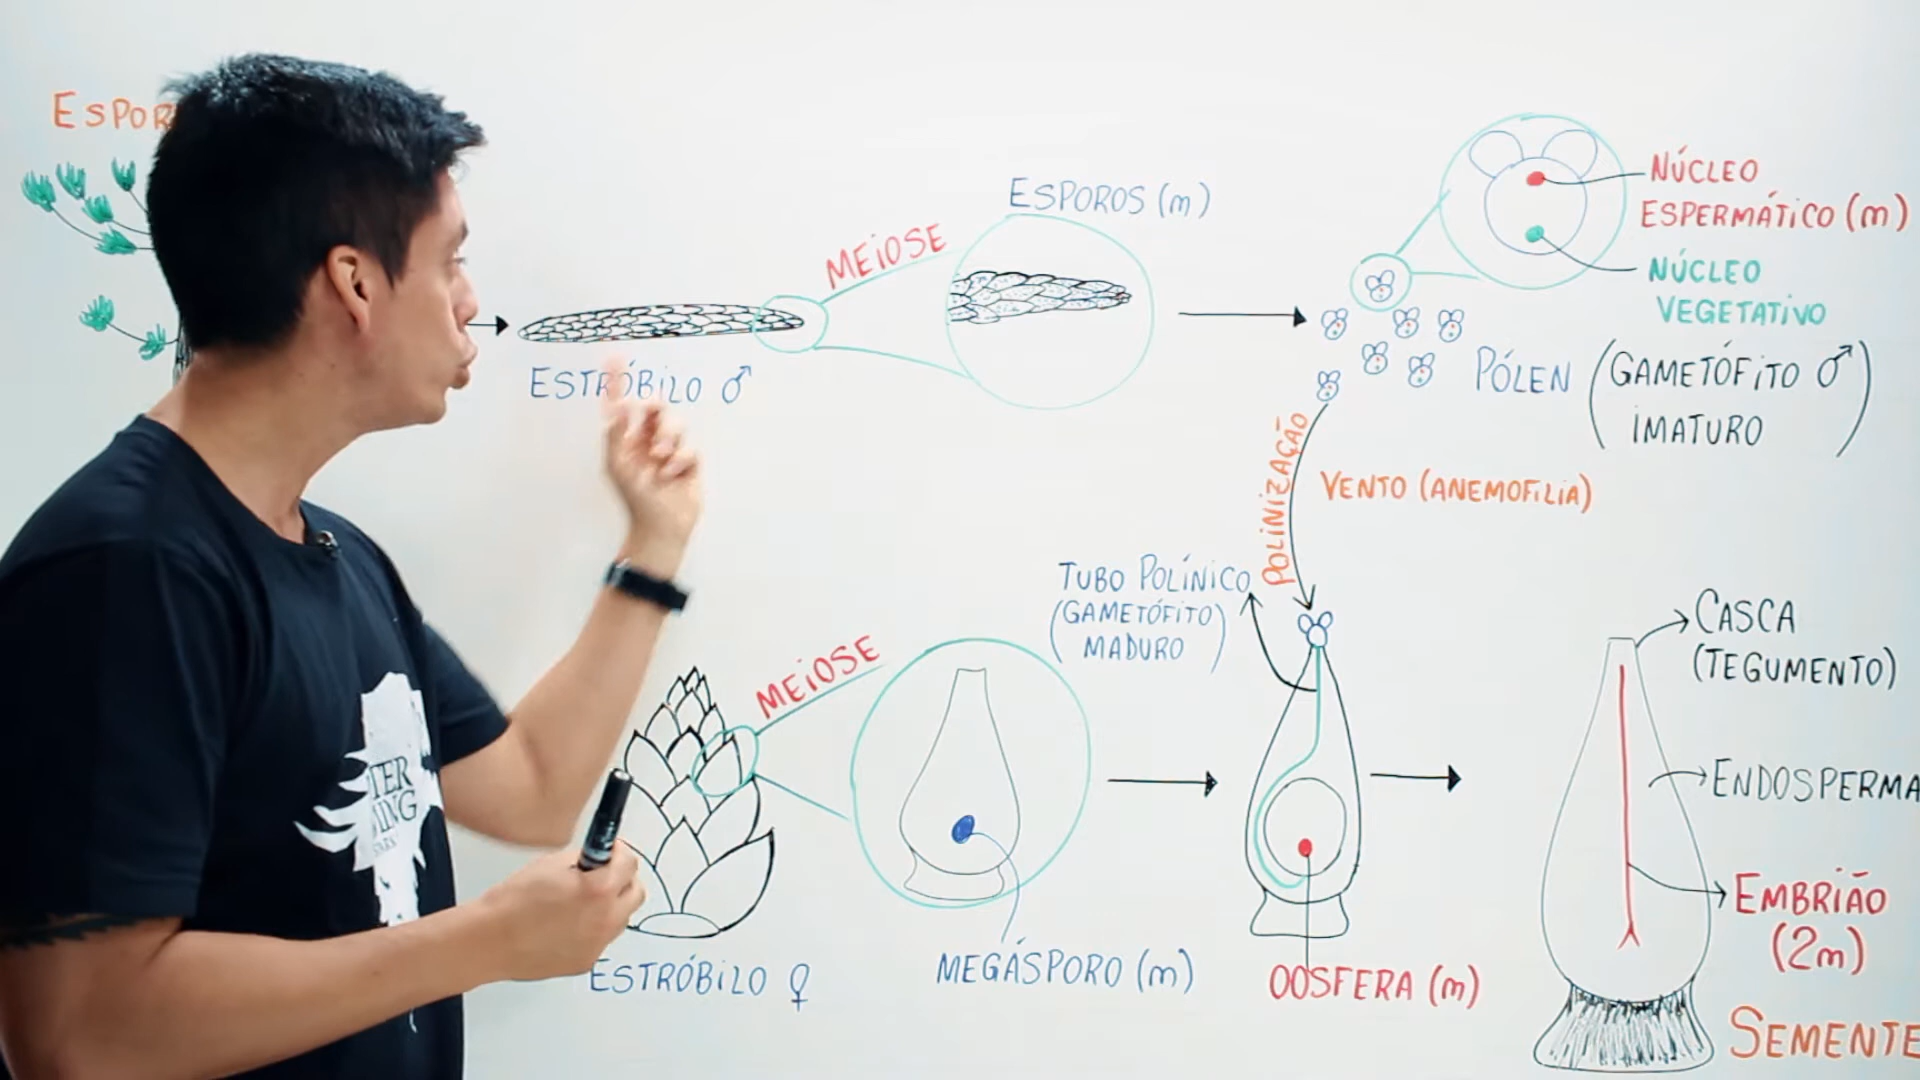 ESPOR
ESTRÓBILO ♂
MEIOSE
ESPOROS (m)
NÚCLEO
ESPERMÁTICO (m)
NÚCLEO
VEGETATIVO
PÓLEN (GAMETÓFITO ♂
IMATURO)
POLINIZAÇÃO
VENTO (ANEMOFILIA)
TUBO POLÍNICO
(GAMETÓFITO
MADURO)
ESTRÓBILO ♀
MEIOSE
MEGÁSPORO (m)
OOSFERA (m)
CASCA
(TEGUMENTO)
ENDOSPERMA
EMBRIÃO
(2m)
SEMENTE